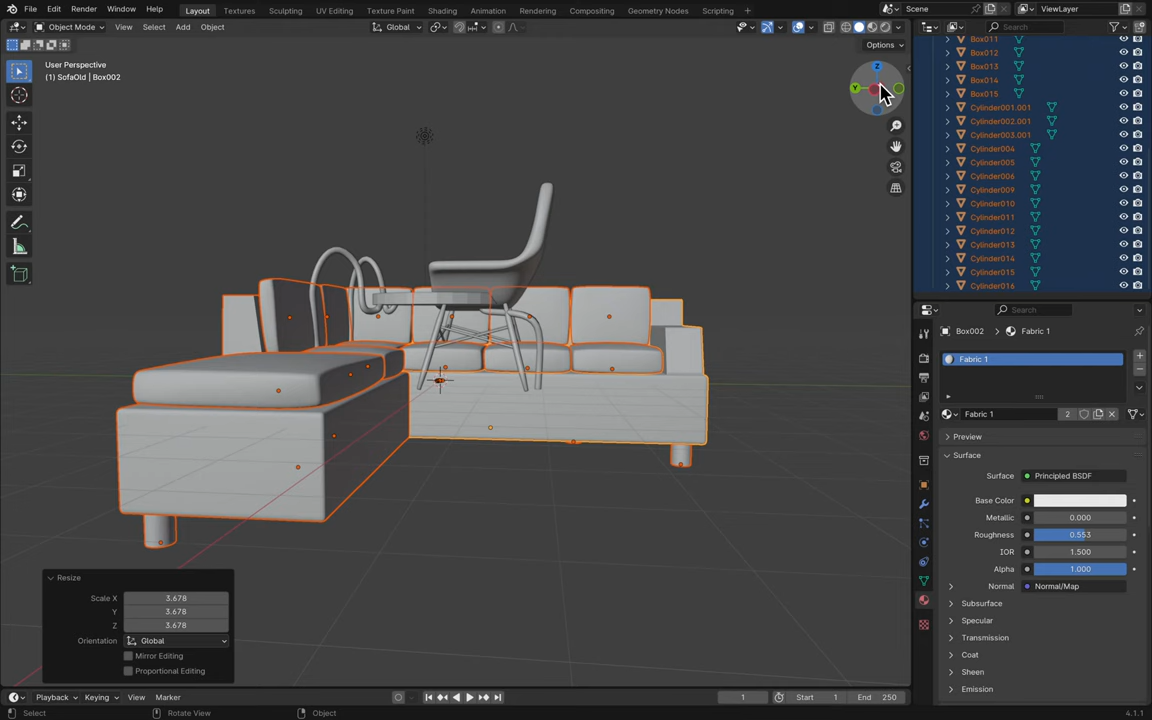 File Edit Render Window Help Layout Textures Sculpting UV Editing Texture Paint Shading Animation Rendering Compositing Geometry Nodes Scripting Scene ViewLayer
Object Mode View Select Add Object Global Search
Options
User Perspective
(1) SofaOld | Box002
Z
Y
Box011
Box012
Box013
Box014
Box015
Cylinder001.001
Cylinder002.001
Cylinder003.001
Cylinder004
Cylinder005
Cylinder006
Cylinder009
Cylinder010
Cylinder011
Cylinder012
Cylinder013
Cylinder014
Cylinder015
Cylinder016
Search
Box002 Fabric 1
Fabric 1
Fabric 1 2
Preview
Surface
Surface Principled BSDF
Base Color
Metallic 0.000
Roughness 0.553
IOR 1.500
Alpha 1.000
Normal Normal/Map
Subsurface
Specular
Transmission
Coat
Sheen
Emission
Resize
Scale X 3.678
Y 3.678
Z 3.678
Orientation Global
Mirror Editing
Proportional Editing
Playback Keying View Marker 1 Start 1 End 250
Select Rotate View Object 4.1.1